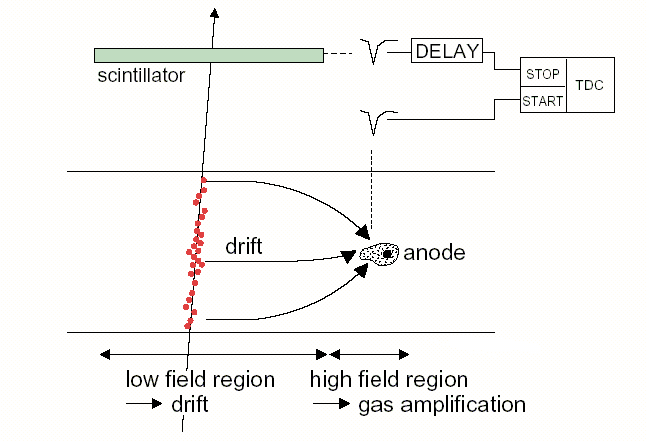 DELAY
scintillator
STOP
TDC
START
drift
anode
low field region
drift
high field region
gas amplification